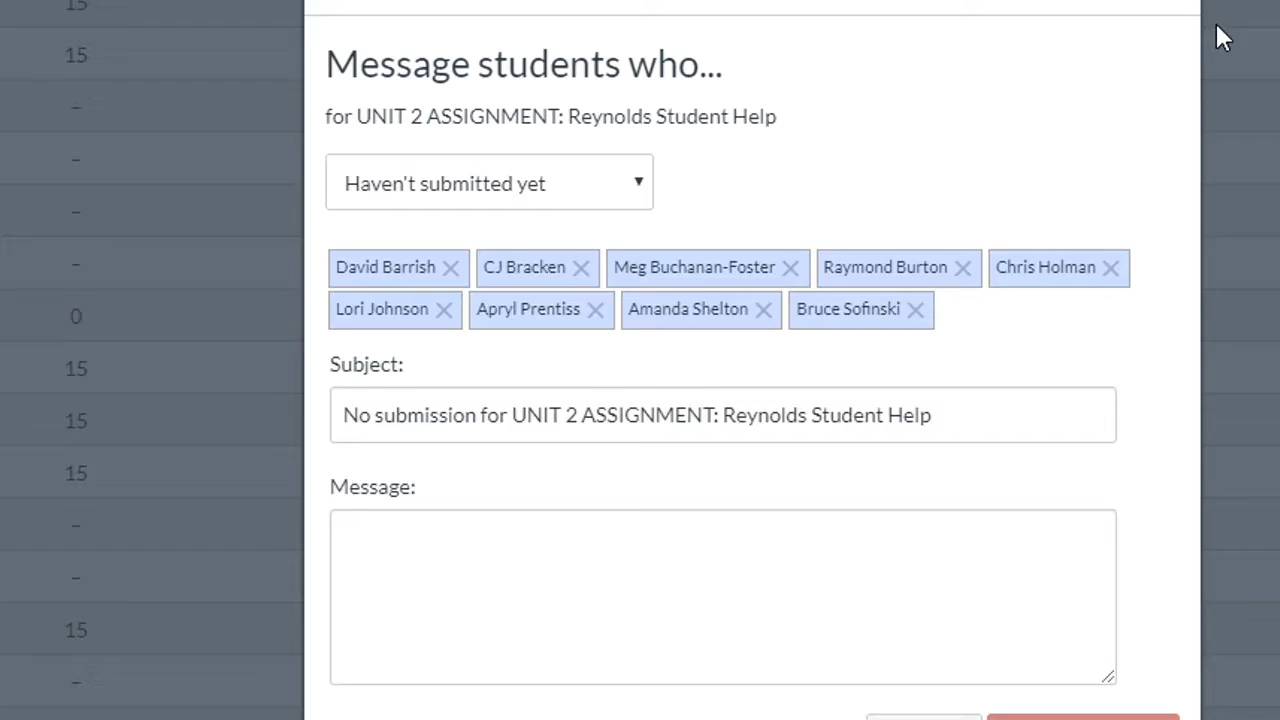 15
15
-
-
-
-
0
15
15
15
-
-
15
-
Message students who...
for UNIT 2 ASSIGNMENT: Reynolds Student Help
Haven't submitted yet
David Barrish CJ Bracken Meg Buchanan-Foster Raymond Burton Chris Holman
Lori Johnson Apryl Prentiss Amanda Shelton Bruce Sofinski
Subject:
No submission for UNIT 2 ASSIGNMENT: Reynolds Student Help
Message: